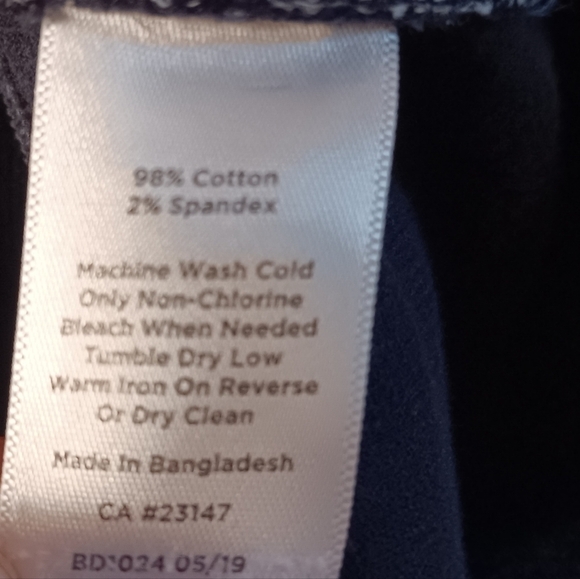 98% Cotton
2% Spandex
Machine Wash Cold
Only Non-Chlorine
Bleach When Needed
Tumble Dry Low
Warm Iron On Reverse
Or Dry Clean
Made In Bangladesh
CA #23147
BD1024 05/19